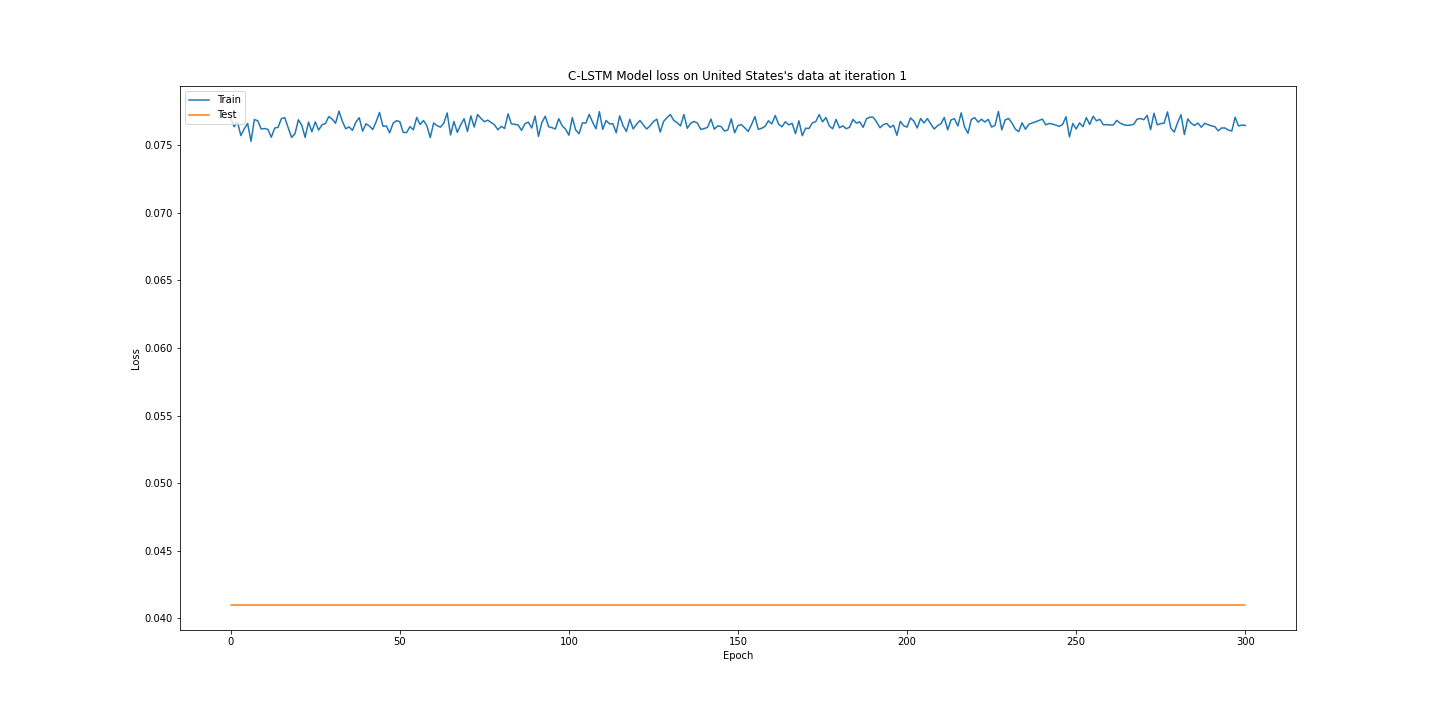 C-LSTM Model loss on United States's data at iteration 1
Train
Test
0.075
0.070
0.065
0.060
0.055
0.050
0.045
0.040
Loss
0 50 100 150 200 250 300
Epoch